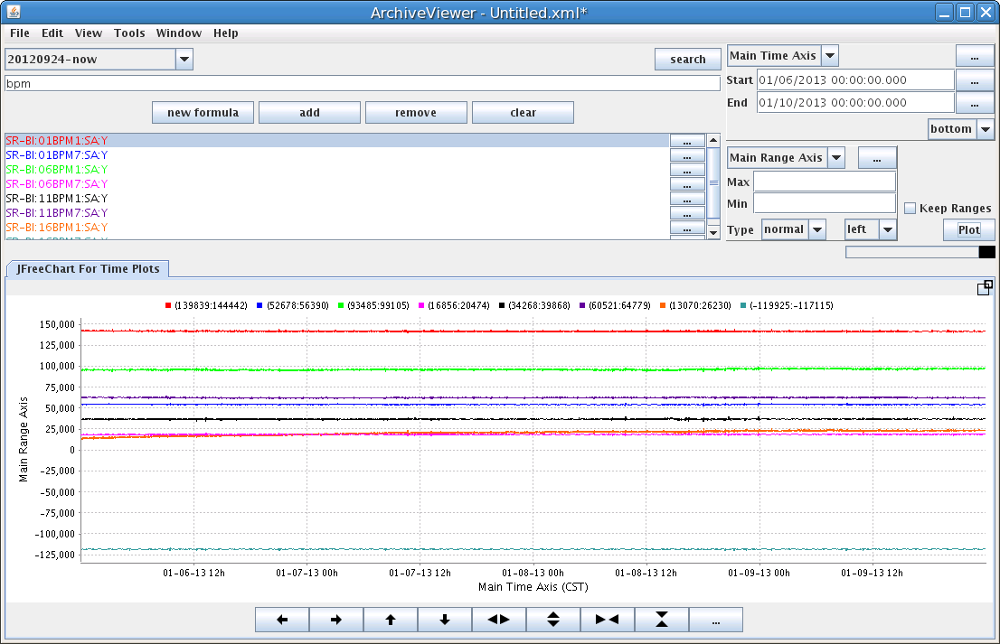 ArchiveViewer - Untitled.xml*
File Edit View Tools Window Help
20120924-now
search
bpm
new formula add remove clear
SR-BI:01BPM1:SA:Y ...
SR-BI:01BPM7:SA:Y ...
SR-BI:06BPM1:SA:Y ...
SR-BI:06BPM7:SA:Y ...
SR-BI:11BPM1:SA:Y ...
SR-BI:11BPM7:SA:Y ...
SR-BI:16BPM1:SA:Y ...
SR-BI:16BPM7:SA:Y
Main Time Axis ...
Start 01/06/2013 00:00:00.000 ...
End 01/10/2013 00:00:00.000 ...
bottom
Main Range Axis ...
Max
Min
Keep Ranges
Type normal left Plot
JFreeChart For Time Plots
(139839:144442) (52678:56390) (93485:99105) (16856:20474) (34268:39868) (60521:64779) (13070:26230) (-119925:-117115)
150,000
125,000
100,000
75,000
50,000
25,000
0
-25,000
-50,000
-75,000
-100,000
-125,000
Main Range Axis
01-06-13 12h 01-07-13 00h 01-07-13 12h 01-08-13 00h 01-08-13 12h 01-09-13 00h 01-09-13 12h
Main Time Axis (CST)
...